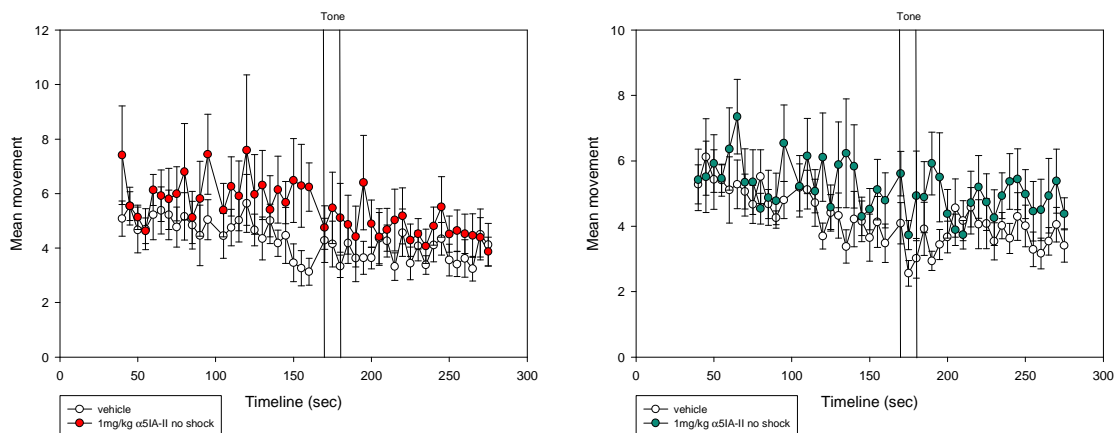 Tone
12
10
8
6
4
2
0
Mean movement
0
50
100
150
200
250
300
Timeline (sec)
vehicle
1mg/kg α5IA-II no shock
Tone
10
8
6
4
2
0
Mean movement
0
50
100
150
200
250
300
Timeline (sec)
vehicle
1mg/kg α5IA-II no shock